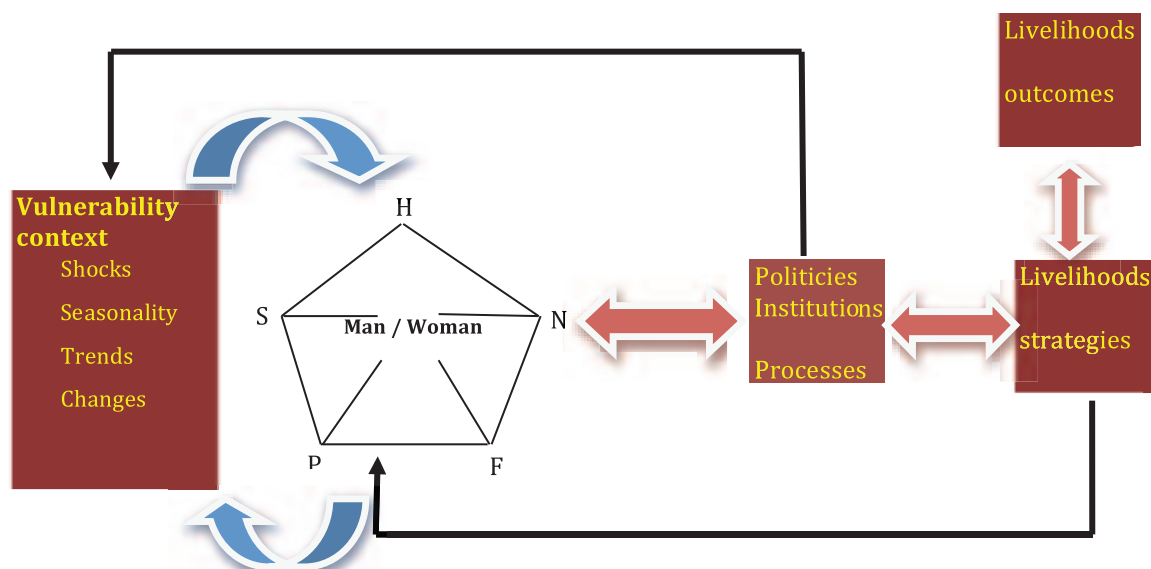 Livelihoods
outcomes
Vulnerability
context
Shocks
Seasonality
Trends
Changes
H
S
N
Man / Woman
P
F
Politicies
Institutions
Processes
Livelihoods
strategies